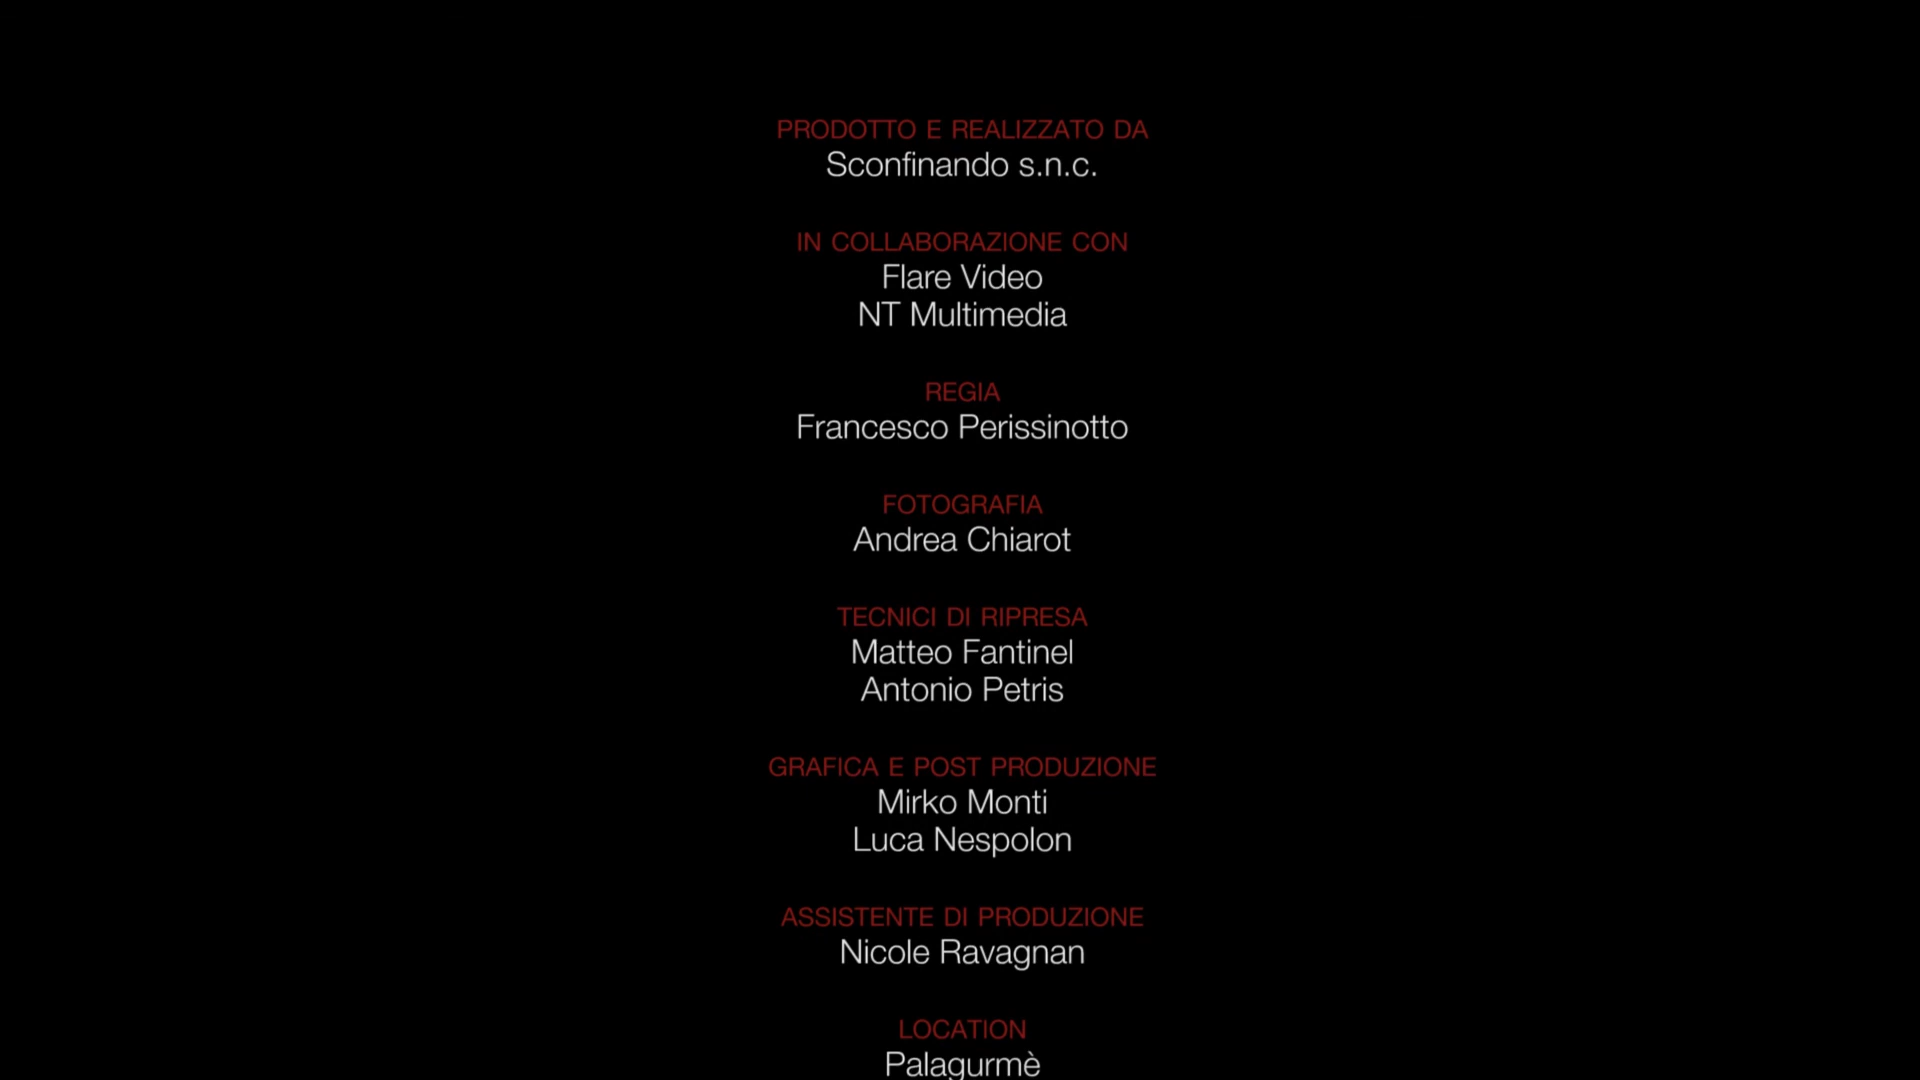 PRODOTTO E REALIZZATO DA
Sconfinando s.n.c.
IN COLLABORAZIONE CON
Flare Video
NT Multimedia
REGIA
Francesco Perissinotto
FOTOGRAFIA
Andrea Chiarot
TECNICI DI RIPRESA
Matteo Fantinel
Antonio Petris
GRAFICA E POST PRODUZIONE
Mirko Monti
Luca Nespolon
ASSISTENTE DI PRODUZIONE
Nicole Ravagnan
LOCATION
Palagurmè